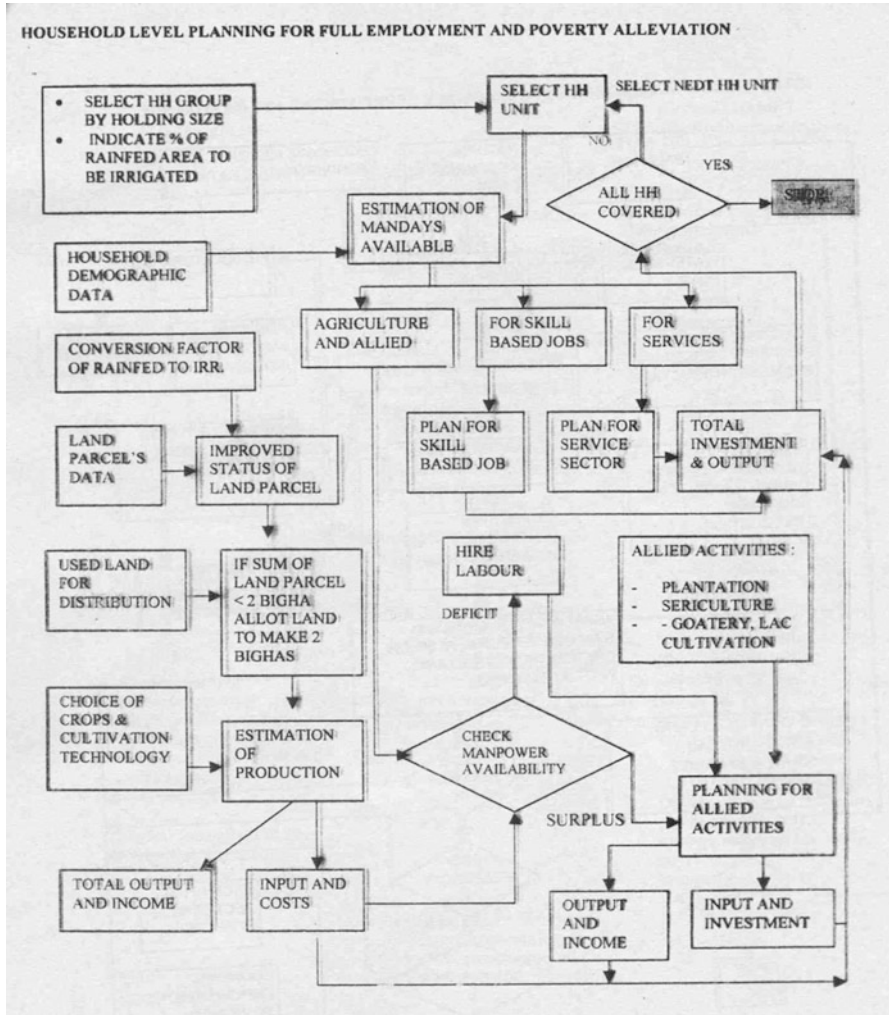 HOUSEHOLD LEVEL PLANNING FOR FULL EMPLOYMENT AND POVERTY ALLEVIATION
• SELECT HH GROUP
BY HOLDING SIZE
• INDICATE % OF
RAINFED AREA TO
BE IRRIGATED
SELECT HH
UNIT
SELECT NEDT HH UNIT
NO
YES
ALL HH
COVERED
ESTIMATION OF
MANDAYS
AVAILABLE
HOUSEHOLD
DEMOGRAPHIC
DATA
AGRICULTURE
AND ALLIED
FOR SKILL
BASED JOBS
FOR
SERVICES
CONVERSION FACTOR
OF RAINFED TO IRR.
LAND
PARCEL'S
DATA
IMPROVED
STATUS OF
LAND PARCEL
PLAN FOR
SKILL
BASED JOB
PLAN FOR
SERVICE
SECTOR
TOTAL
INVESTMENT
& OUTPUT
USED LAND
FOR
DISTRIBUTION
IF SUM OF
LAND PARCEL
< 2 BIGHA
ALLOT LAND
TO MAKE 2
BIGHAS
HIRE
LABOUR
DEFICIT
ALLIED ACTIVITIES :
- PLANTATION
- SERICULTURE
- GOATERY, LAC
CULTIVATION
CHOICE OF
CROPS &
CULTIVATION
TECHNOLOGY
ESTIMATION
OF
PRODUCTION
CHECK
MANPOWER
AVAILABILITY
SURPLUS
PLANNING FOR
ALLIED
ACTIVITIES
TOTAL OUTPUT
AND INCOME
INPUT AND
COSTS
OUTPUT
AND
INCOME
INPUT AND
INVESTMENT